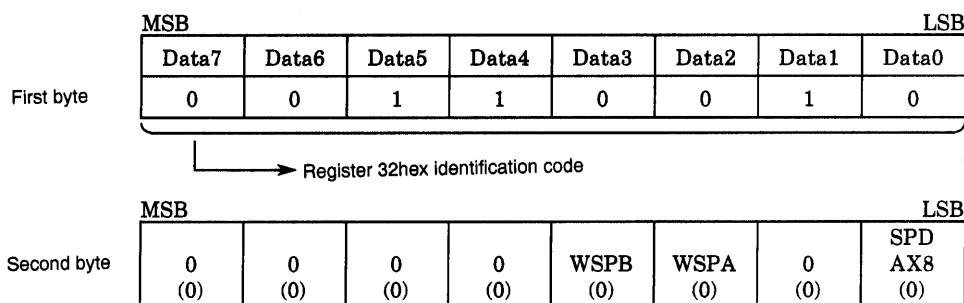 MSB LSB
Data7 Data6 Data5 Data4 Data3 Data2 Data1 Data0
First byte 0 0 1 1 0 0 1 0
Register 32hex identification code
MSB LSB
Second byte 0 0 0 0 WSPB WSPA 0 SPD AX8
(0) (0) (0) (0) (0) (0) (0) (0)